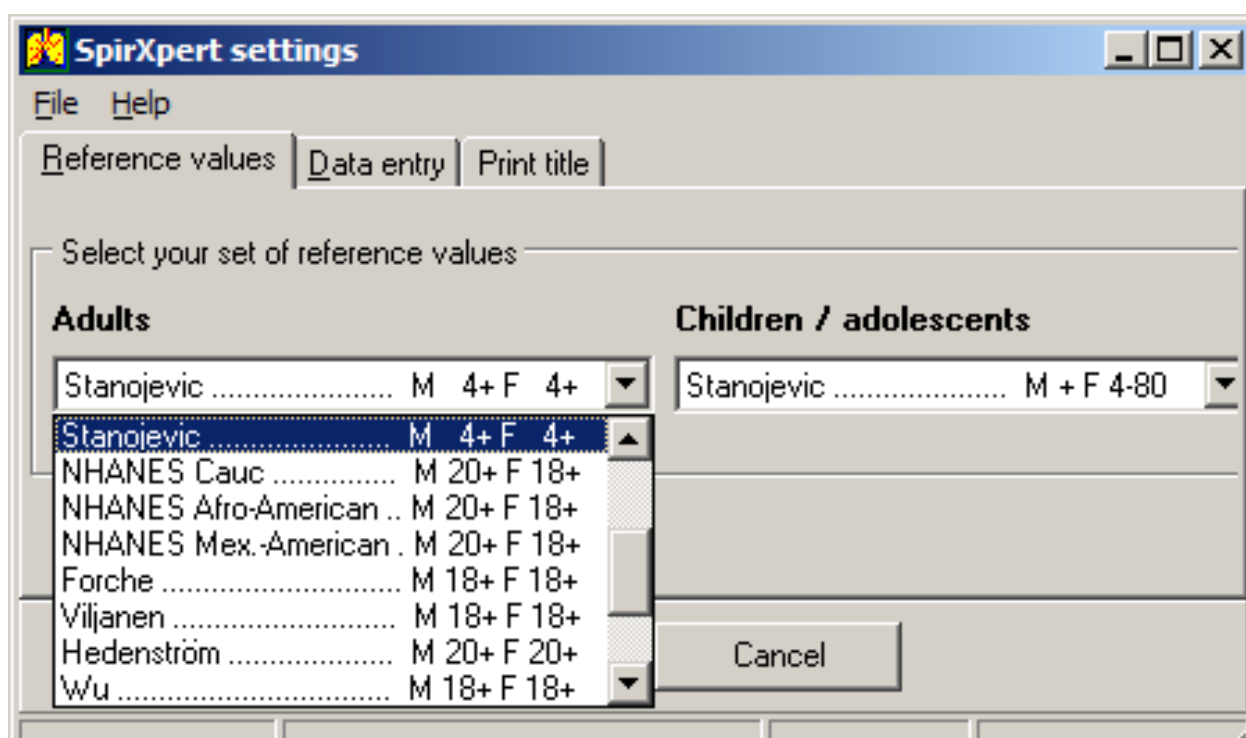 SpirXpert settings
File Help
Reference values Data entry Print title
Select your set of reference values
Adults Children / adolescents
Stanojevic ...................... M 4+ F 4+ Stanojevic ..................... M + F 4-80
Stanojevic ...................... M 4+ F 4+
NHANES Cauc ............... M 20+ F 18+
NHANES Afro-American .. M 20+ F 18+
NHANES Mex.-American . M 20+ F 18+
Forche ............................. M 18+ F 18+
Viljanen ........................... M 18+ F 18+
Hedenström .................... M 20+ F 20+
Wu ................................. M 18+ F 18+
Cancel